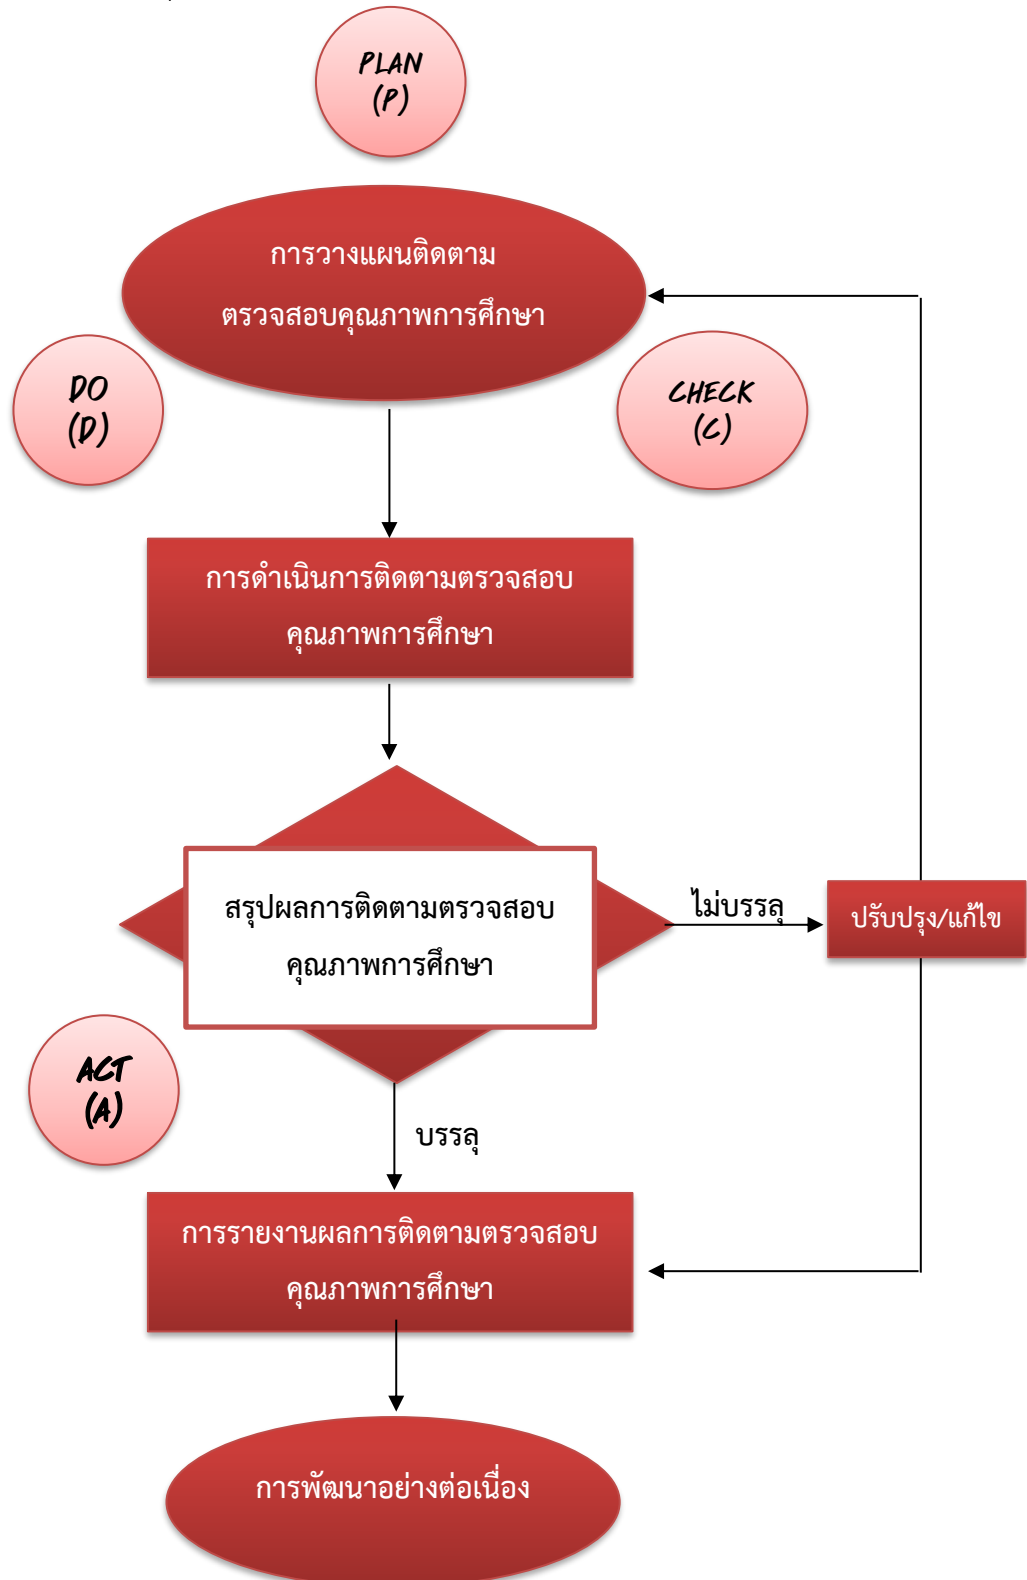 PLAN
(P)
การวางแผนติดตาม
ตรวจสอบคุณภาพการศึกษา
DO
(D)
CHECK
(C)
การดำเนินการติดตามตรวจสอบ
คุณภาพการศึกษา
สรุปผลการติดตามตรวจสอบ
คุณภาพการศึกษา
ไม่บรรลุ
ปรับปรุง/แก้ไข
ACT
(A)
บรรลุ
การรายงานผลการติดตามตรวจสอบ
คุณภาพการศึกษา
การพัฒนาอย่างต่อเนื่อง